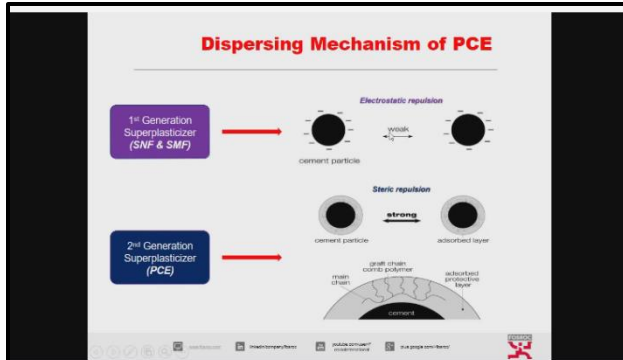 Dispersing Mechanism of PCE
1st Generation
Superplasticizer
(SNF & SMF)
Electrostatic repulsion
weak
cement particle
Steric repulsion
strong
cement particle
adsorbed layer
2nd Generation
Superplasticizer
(PCE)
main
chain
graft chain
comb polymer
adsorbed
protective
layer
cement
FOSROC